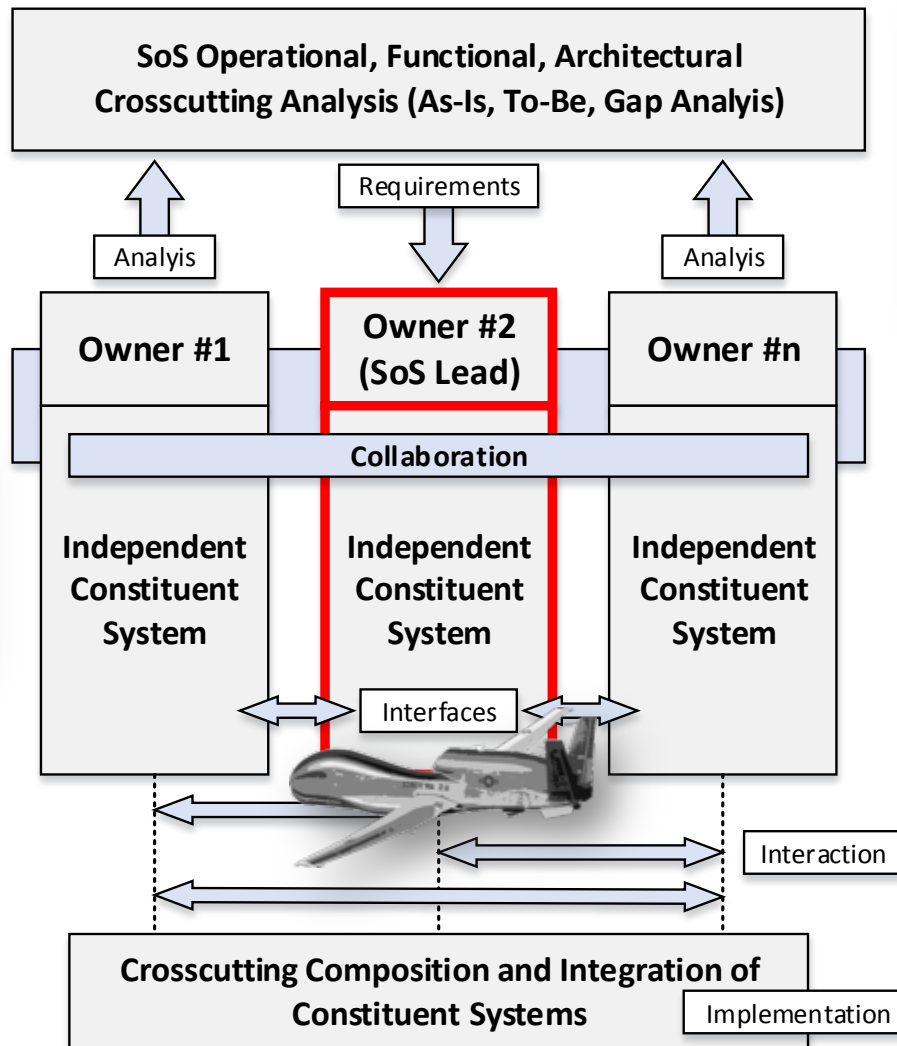 SoS Operational, Functional, Architectural
Crosscutting Analysis (As-Is, To-Be, Gap Analyis)
Requirements
Analyis
Analyis
Owner #1
Owner #2
(SoS Lead)
Owner #n
Collaboration
Independent
Constituent
System
Independent
Constituent
System
Independent
Constituent
System
Interfaces
Interaction
Crosscutting Composition and Integration of
Constituent Systems
Implementation